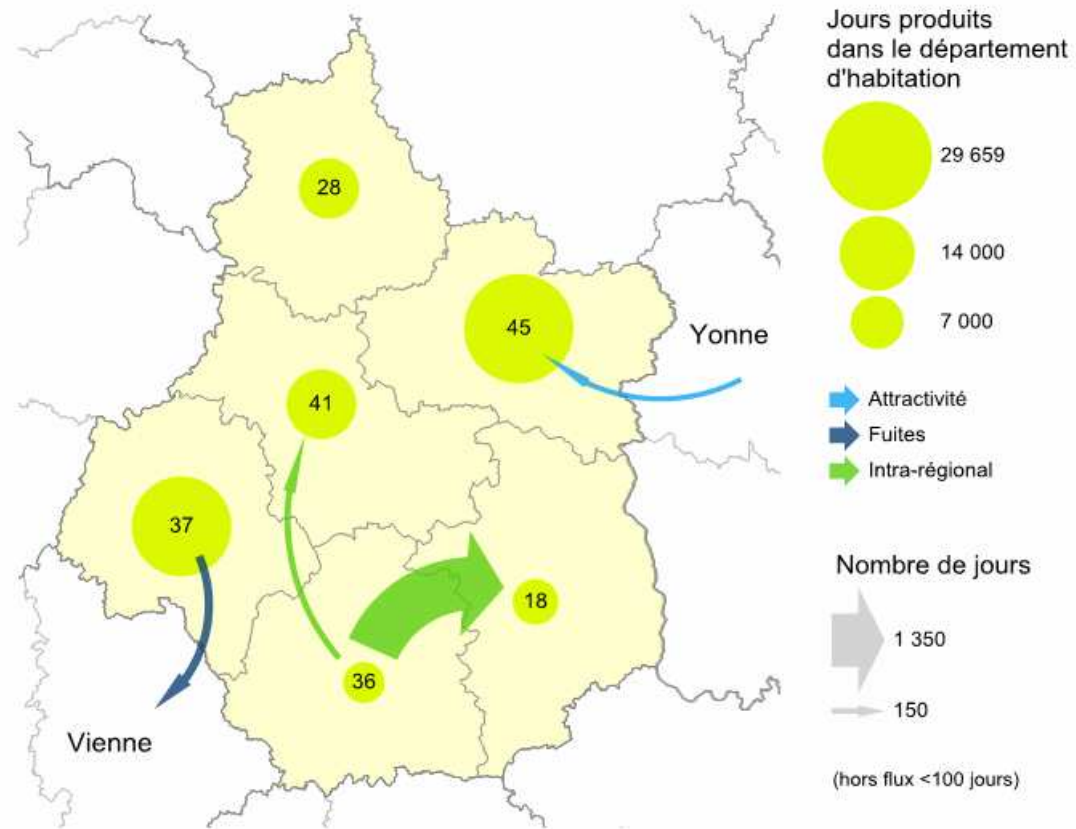 Jours produits
dans le département
d'habitation
29 659
14 000
7 000
28
45
Yonne
41
Attractivité
Fuites
Intra-régional
37
Nombre de jours
18
1 350
36
150
Vienne
(hors flux <100 jours)